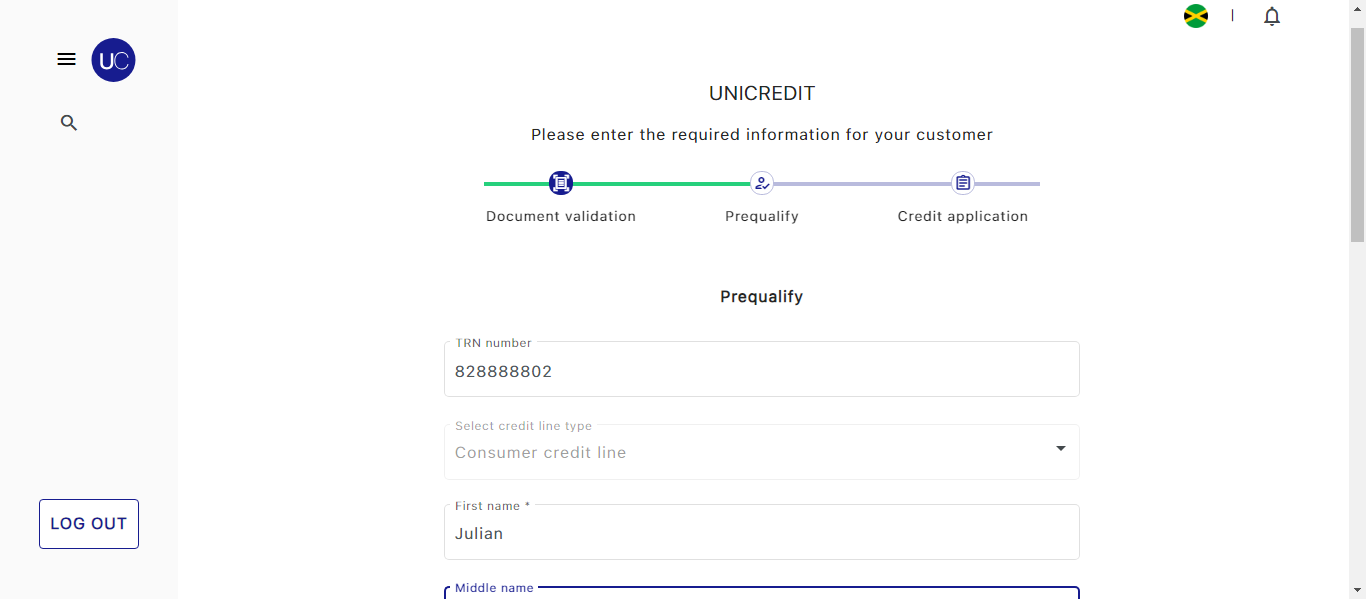 UC
UNICREDIT
Please enter the required information for your customer
Document validation
Prequalify
Credit application
Prequalify
TRN number
828888802
Select credit line type
Consumer credit line
First name *
Julian
Middle name
LOG OUT